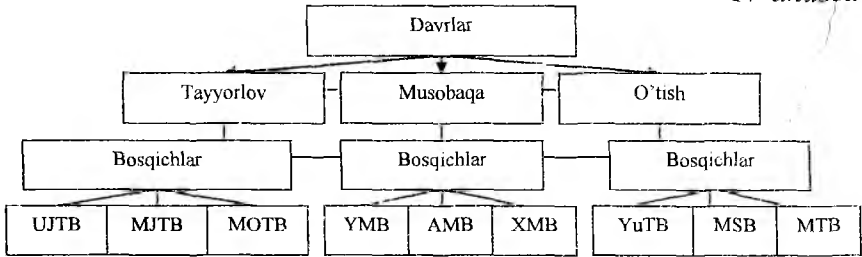 Davrlar
Tayyorlov Musobaqa O'tish
Bosqichlar Bosqichlar Bosqichlar
UJTB MJTB MOTB YMB AMB XMB YuTB MSB MTB